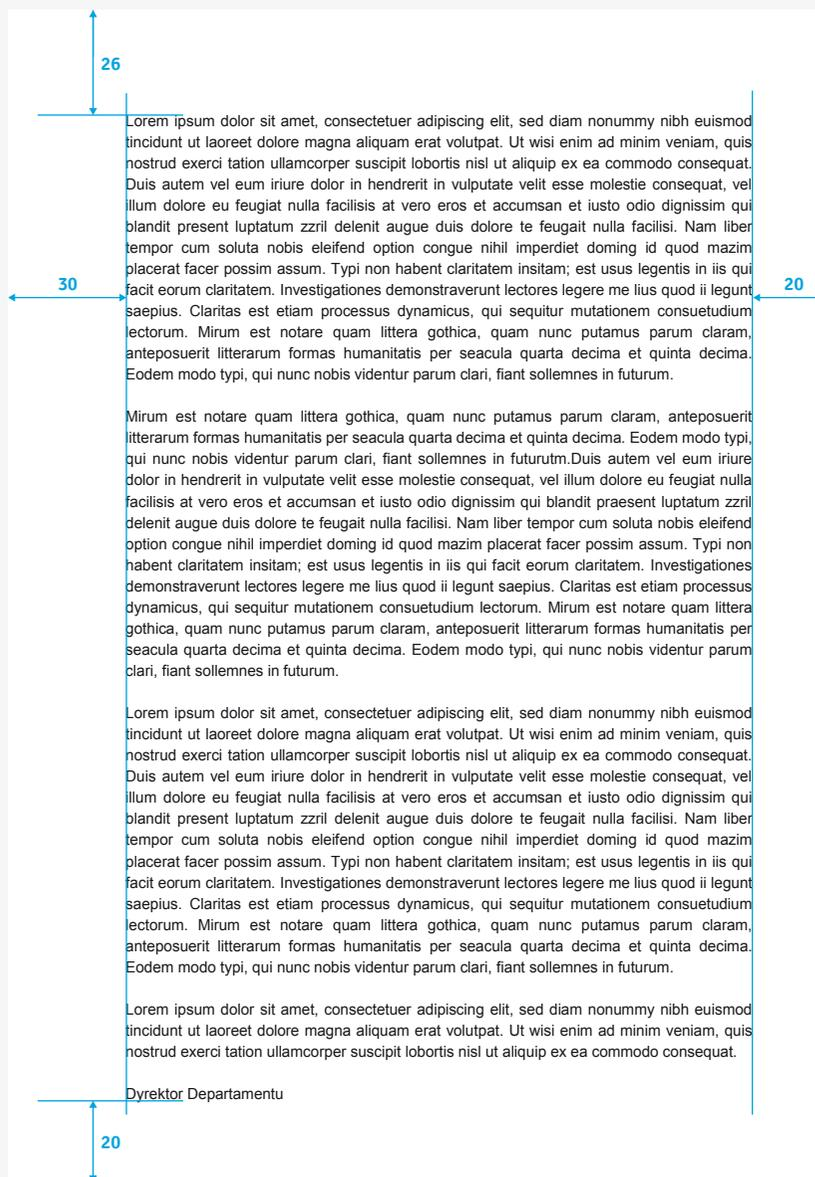 26
Lorem ipsum dolor sit amet, consectetuer adipiscing elit, sed diam nonummy nibh euismod
tincidunt ut laoreet dolore magna aliquam erat volutpat. Ut wisi enim ad minim veniam, quis
nostrud exerci tation ullamcorper suscipit lobortis nisl ut aliquip ex ea commodo consequat.
Duis autem vel eum iriure dolor in hendrerit in vulputate velit esse molestie consequat, vel
illum dolore eu feugiat nulla facilisis at vero eros et accumsan et iusto odio dignissim qui
blandit present luptatum zzril delenit augue duis dolore te feugait nulla facilisi. Nam liber
tempor cum soluta nobis eleifend option congue nihil imperdiet doming id quod mazim
placerat facer possim assum. Typi non habent claritatem insitam; est usus legentis in iis qui
30
20
facit eorum claritatem. Investigationes demonstraverunt lectores legere me lius quod ii legunt
saepius. Claritas est etiam processus dynamicus, qui sequitur mutationem consuetudium
lectorum. Mirum est notare quam littera gothica, quam nunc putamus parum claram,
anteposuerit litterarum formas humanitatis per seacula quarta decima et quinta decima.
Eodem modo typi, qui nunc nobis videntur parum clari, fiant sollemnes in futurum.
Mirum est notare quam littera gothica, quam nunc putamus parum claram, anteposuerit
litterarum formas humanitatis per seacula quarta decima et quinta decima. Eodem modo typi,
qui nunc nobis videntur parum clari, fiant sollemnes in futurutm.Duis autem vel eum iriure
dolor in hendrerit in vulputate velit esse molestie consequat, vel illum dolore eu feugiat nulla
facilisis at vero eros et accumsan et iusto odio dignissim qui blandit praesent luptatum zzril
delenit augue duis dolore te feugait nulla facilisi. Nam liber tempor cum soluta nobis eleifend
option congue nihil imperdiet doming id quod mazim placerat facer possim assum. Typi non
habent claritatem insitam; est usus legentis in iis qui facit eorum claritatem. Investigationes
demonstraverunt lectores legere me lius quod ii legunt saepius. Claritas est etiam processus
dynamicus, qui sequitur mutationem consuetudium lectorum. Mirum est notare quam littera
gothica, quam nunc putamus parum claram, anteposuerit litterarum formas humanitatis per
seacula quarta decima et quinta decima. Eodem modo typi, qui nunc nobis videntur parum
clari, fiant sollemnes in futurum.
Lorem ipsum dolor sit amet, consectetuer adipiscing elit, sed diam nonummy nibh euismod
tincidunt ut laoreet dolore magna aliquam erat volutpat. Ut wisi enim ad minim veniam, quis
nostrud exerci tation ullamcorper suscipit lobortis nisl ut aliquip ex ea commodo consequat.
Duis autem vel eum iriure dolor in hendrerit in vulputate velit esse molestie consequat, vel
illum dolore eu feugiat nulla facilisis at vero eros et accumsan et iusto odio dignissim qui
blandit present luptatum zzril delenit augue duis dolore te feugait nulla facilisi. Nam liber
tempor cum soluta nobis eleifend option congue nihil imperdiet doming id quod mazim
placerat facer possim assum. Typi non habent claritatem insitam; est usus legentis in iis qui
facit eorum claritatem. Investigationes demonstraverunt lectores legere me lius quod ii legunt
saepius. Claritas est etiam processus dynamicus, qui sequitur mutationem consuetudium
lectorum. Mirum est notare quam littera gothica, quam nunc putamus parum claram,
anteposuerit litterarum formas humanitatis per seacula quarta decima et quinta decima.
Eodem modo typi, qui nunc nobis videntur parum clari, fiant sollemnes in futurum.
Lorem ipsum dolor sit amet, consectetuer adipiscing elit, sed diam nonummy nibh euismod
tincidunt ut laoreet dolore magna aliquam erat volutpat. Ut wisi enim ad minim veniam, quis
nostrud exerci tation ullamcorper suscipit lobortis nisl ut aliquip ex ea commodo consequat.
Dyrektor Departamentu
20